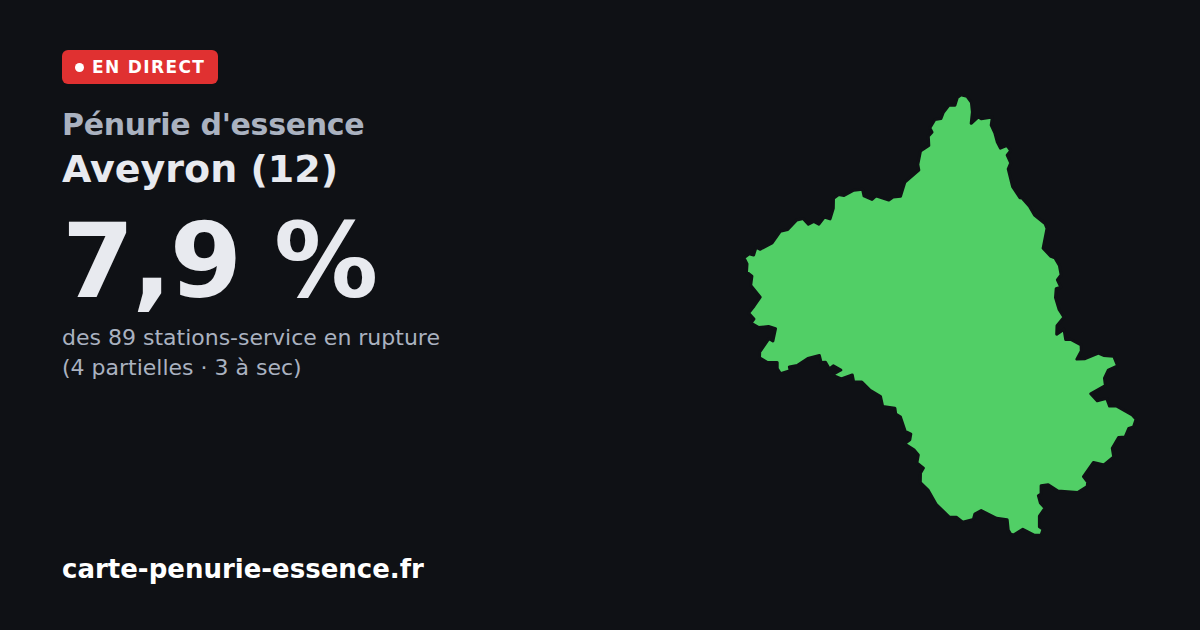 EN DIRECT
Pénurie d'essence
Aveyron (12)
7,9 %
des 89 stations-service en rupture
(4 partielles · 3 à sec)
carte-penurie-essence.fr